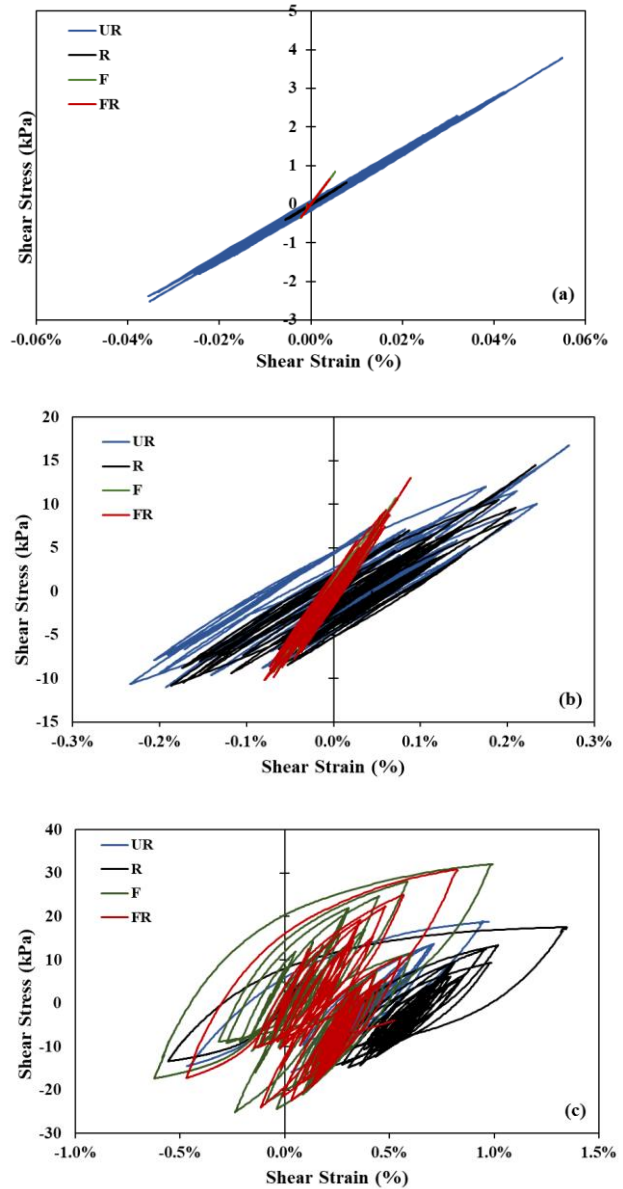 5
UR
R
F
FR
4
3
2
1
0
-1
-2
-3
Shear Stress (kPa)
(a)
-0.06% -0.04% -0.02% 0.00% 0.02% 0.04% 0.06%
Shear Strain (%)
20
UR
R
F
FR
15
10
5
0
-5
-10
-15
Shear Stress (kPa)
(b)
-0.3% -0.2% -0.1% 0.0% 0.1% 0.2% 0.3%
Shear Strain (%)
40
UR
R
F
FR
30
20
10
0
-10
-20
-30
Shear Stress (kPa)
(c)
-1.0% -0.5% 0.0% 0.5% 1.0% 1.5%
Shear Strain (%)